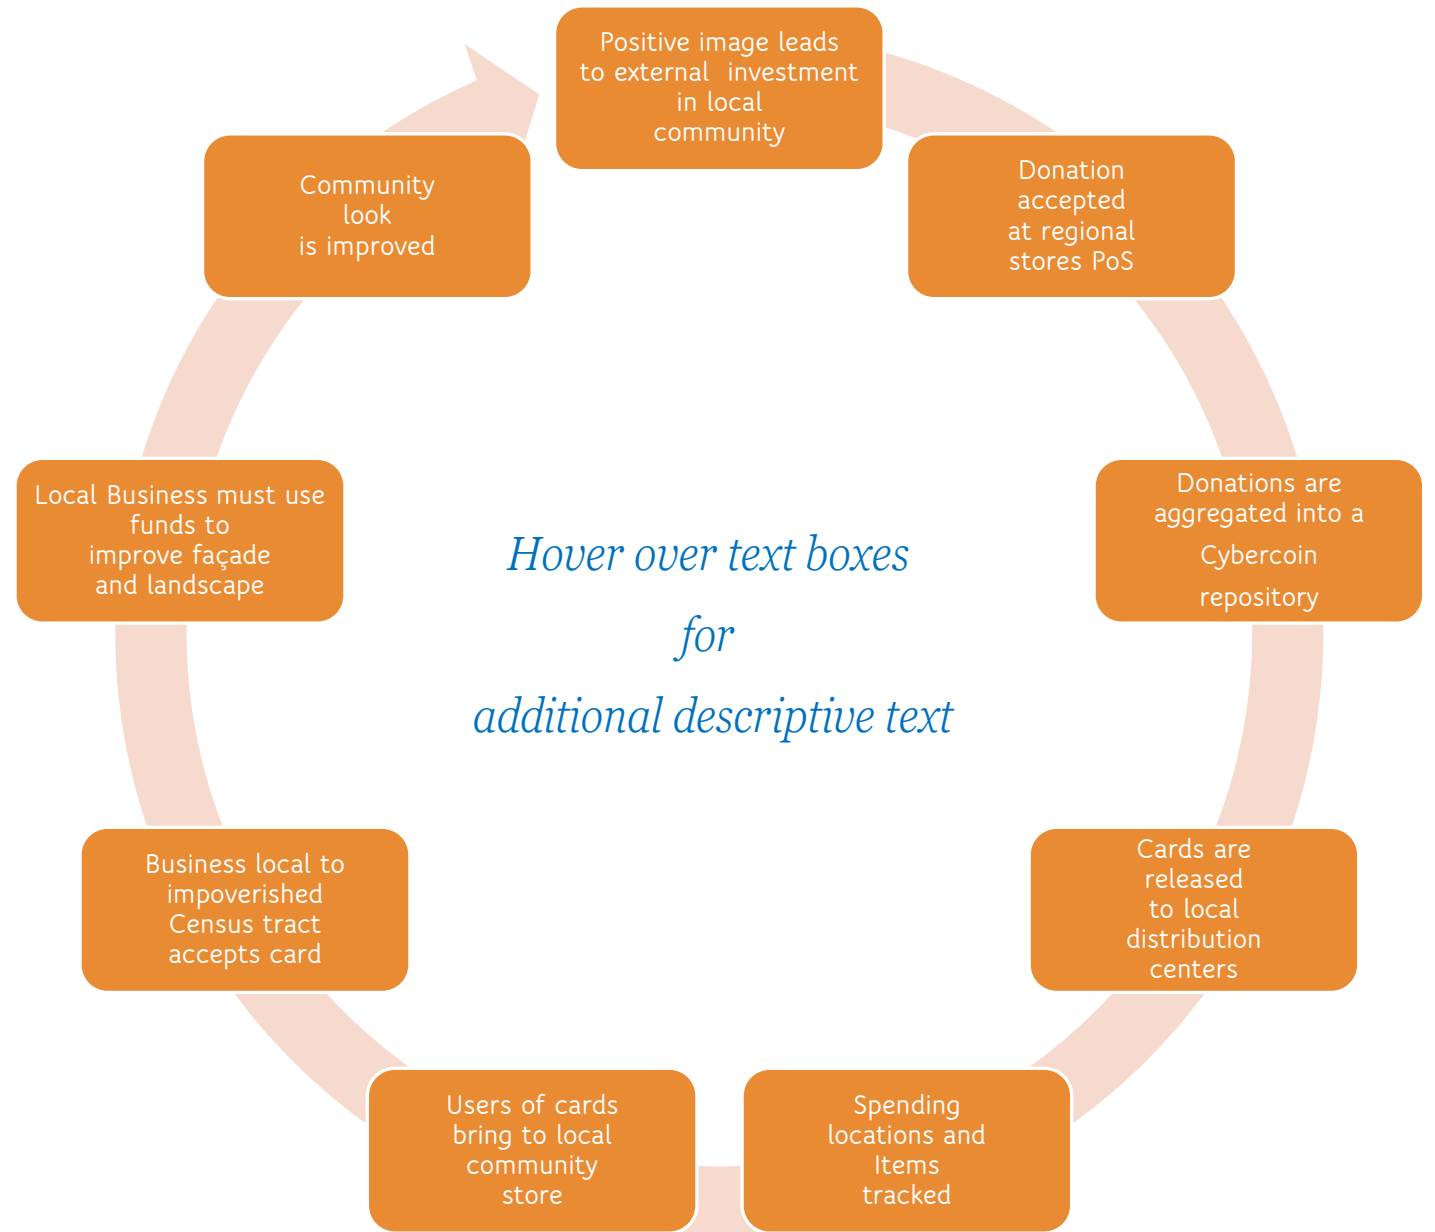 Positive image leads
to external  investment
in local
community
Donation
accepted
at regional
stores PoS
Donations are
aggregated into a
Cybercoin
repository
Cards are
released
to local
distribution
centers
Spending
locations and
Items
tracked
Users of cards
bring to local
community
store
Business local to
impoverished
Census tract
accepts card
Local Business must use
funds to
improve façade
and landscape
Community
look
is improved
Hover over text boxes
for
additional descriptive text